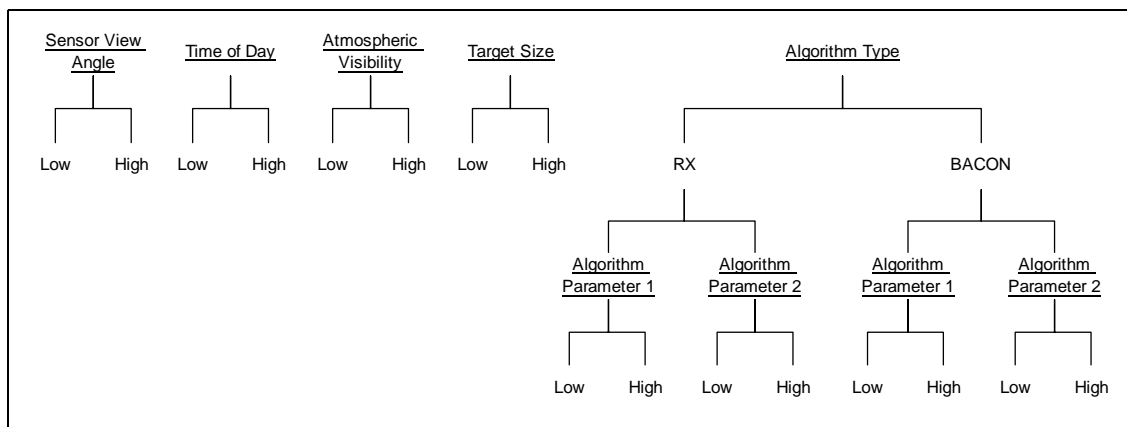 Sensor View
Angle
Time of Day
Atmospheric
Visibility
Target Size
Algorithm Type
Low
High
Low
High
Low
High
Low
High
RX
BACON
Algorithm
Parameter 1
Algorithm
Parameter 2
Algorithm
Parameter 1
Algorithm
Parameter 2
Low
High
Low
High
Low
High
Low
High